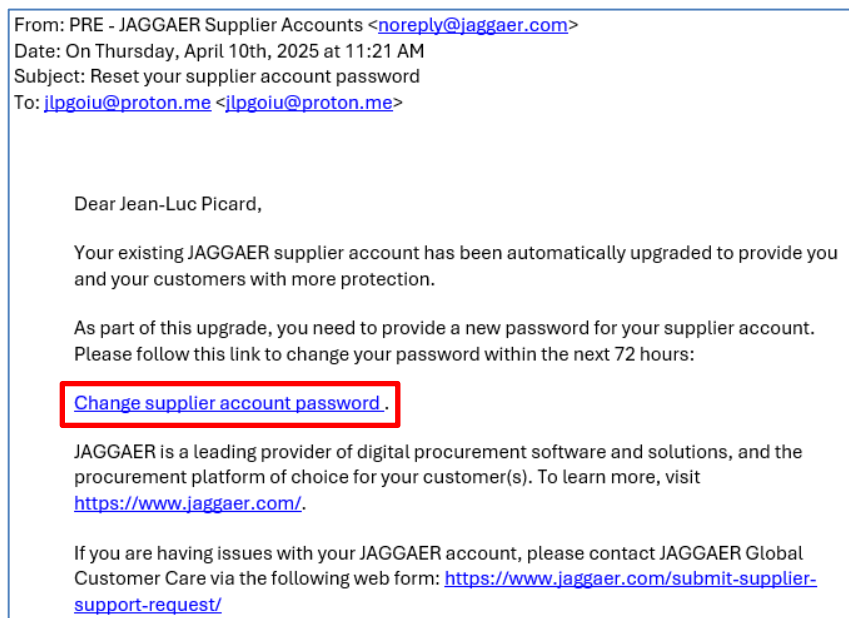 From: PRE - JAGGAER Supplier Accounts <noreply@jaggaer.com>
Date: On Thursday, April 10th, 2025 at 11:21 AM
Subject: Reset your supplier account password
To: jlpgoiu@proton.me <jlpgoiu@proton.me>
Dear Jean-Luc Picard,
Your existing JAGGAER supplier account has been automatically upgraded to provide you
and your customers with more protection.
As part of this upgrade, you need to provide a new password for your supplier account.
Please follow this link to change your password within the next 72 hours:
Change supplier account password .
JAGGAER is a leading provider of digital procurement software and solutions, and the
procurement platform of choice for your customer(s). To learn more, visit
https://www.jaggaer.com/.
If you are having issues with your JAGGAER account, please contact JAGGAER Global
Customer Care via the following web form: https://www.jaggaer.com/submit-supplier-
support-request/